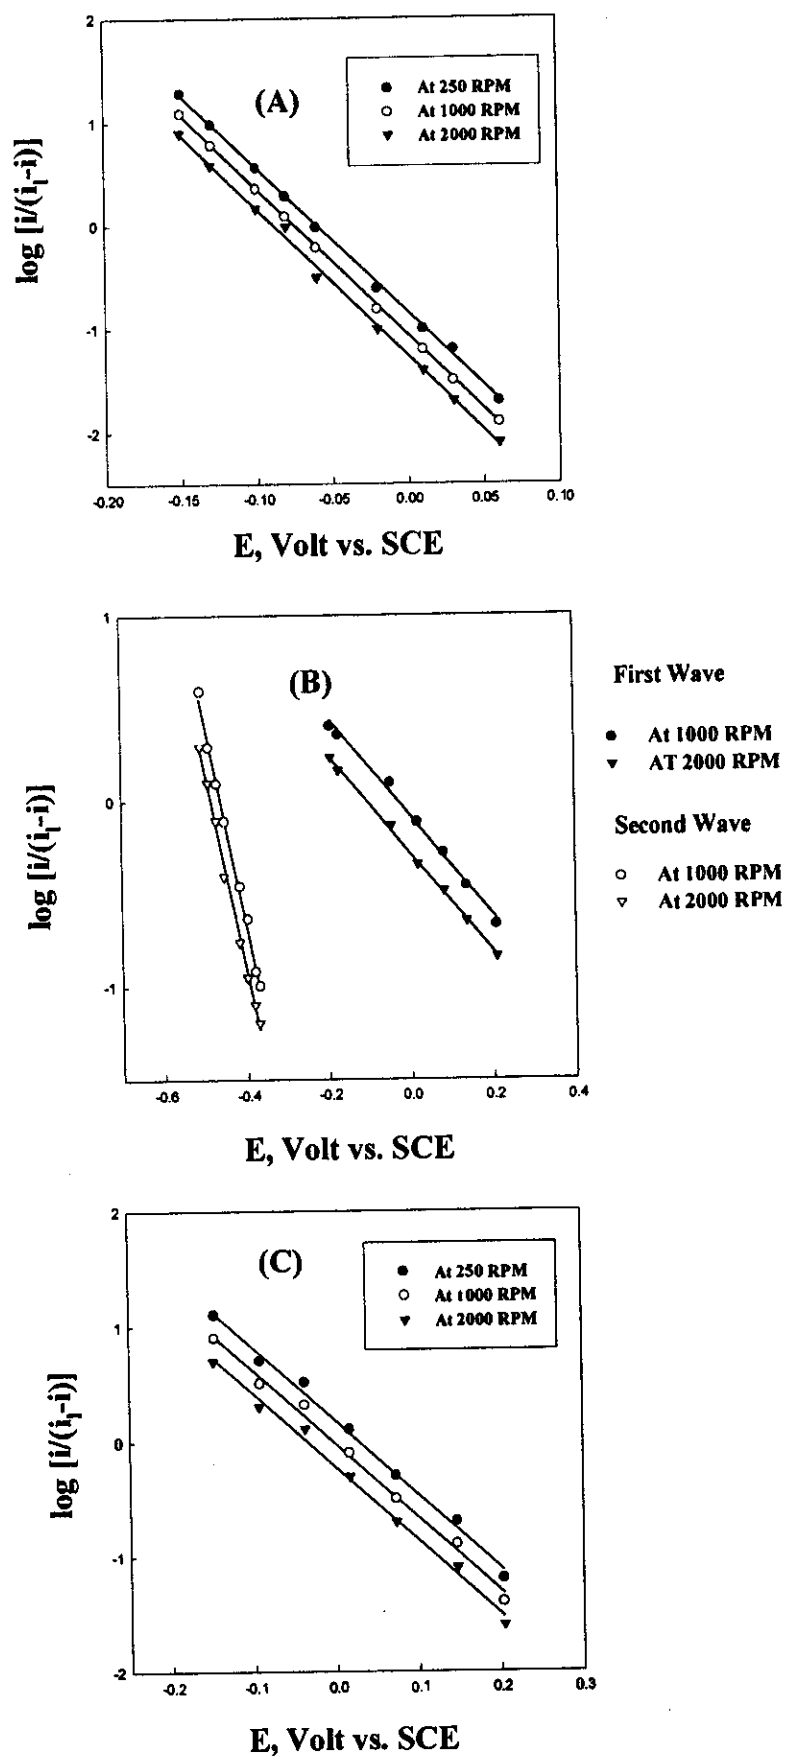 2
(A)
At 250 RPM
At 1000 RPM
At 2000 RPM
1
log [i/(i_l-i)]
0
-1
-2
-0.20 -0.15 -0.10 -0.05 0.00 0.05 0.10
E, Volt vs. SCE
1
(B)
First Wave
At 1000 RPM
AT 2000 RPM
0
log [i/(i_l-i)]
Second Wave
At 1000 RPM
At 2000 RPM
-1
-0.6 -0.4 -0.2 0.0 0.2 0.4
E, Volt vs. SCE
2
(C)
At 250 RPM
At 1000 RPM
At 2000 RPM
1
log [i/(i_l-i)]
0
-1
-2
-0.2 -0.1 0.0 0.1 0.2 0.3
E, Volt vs. SCE